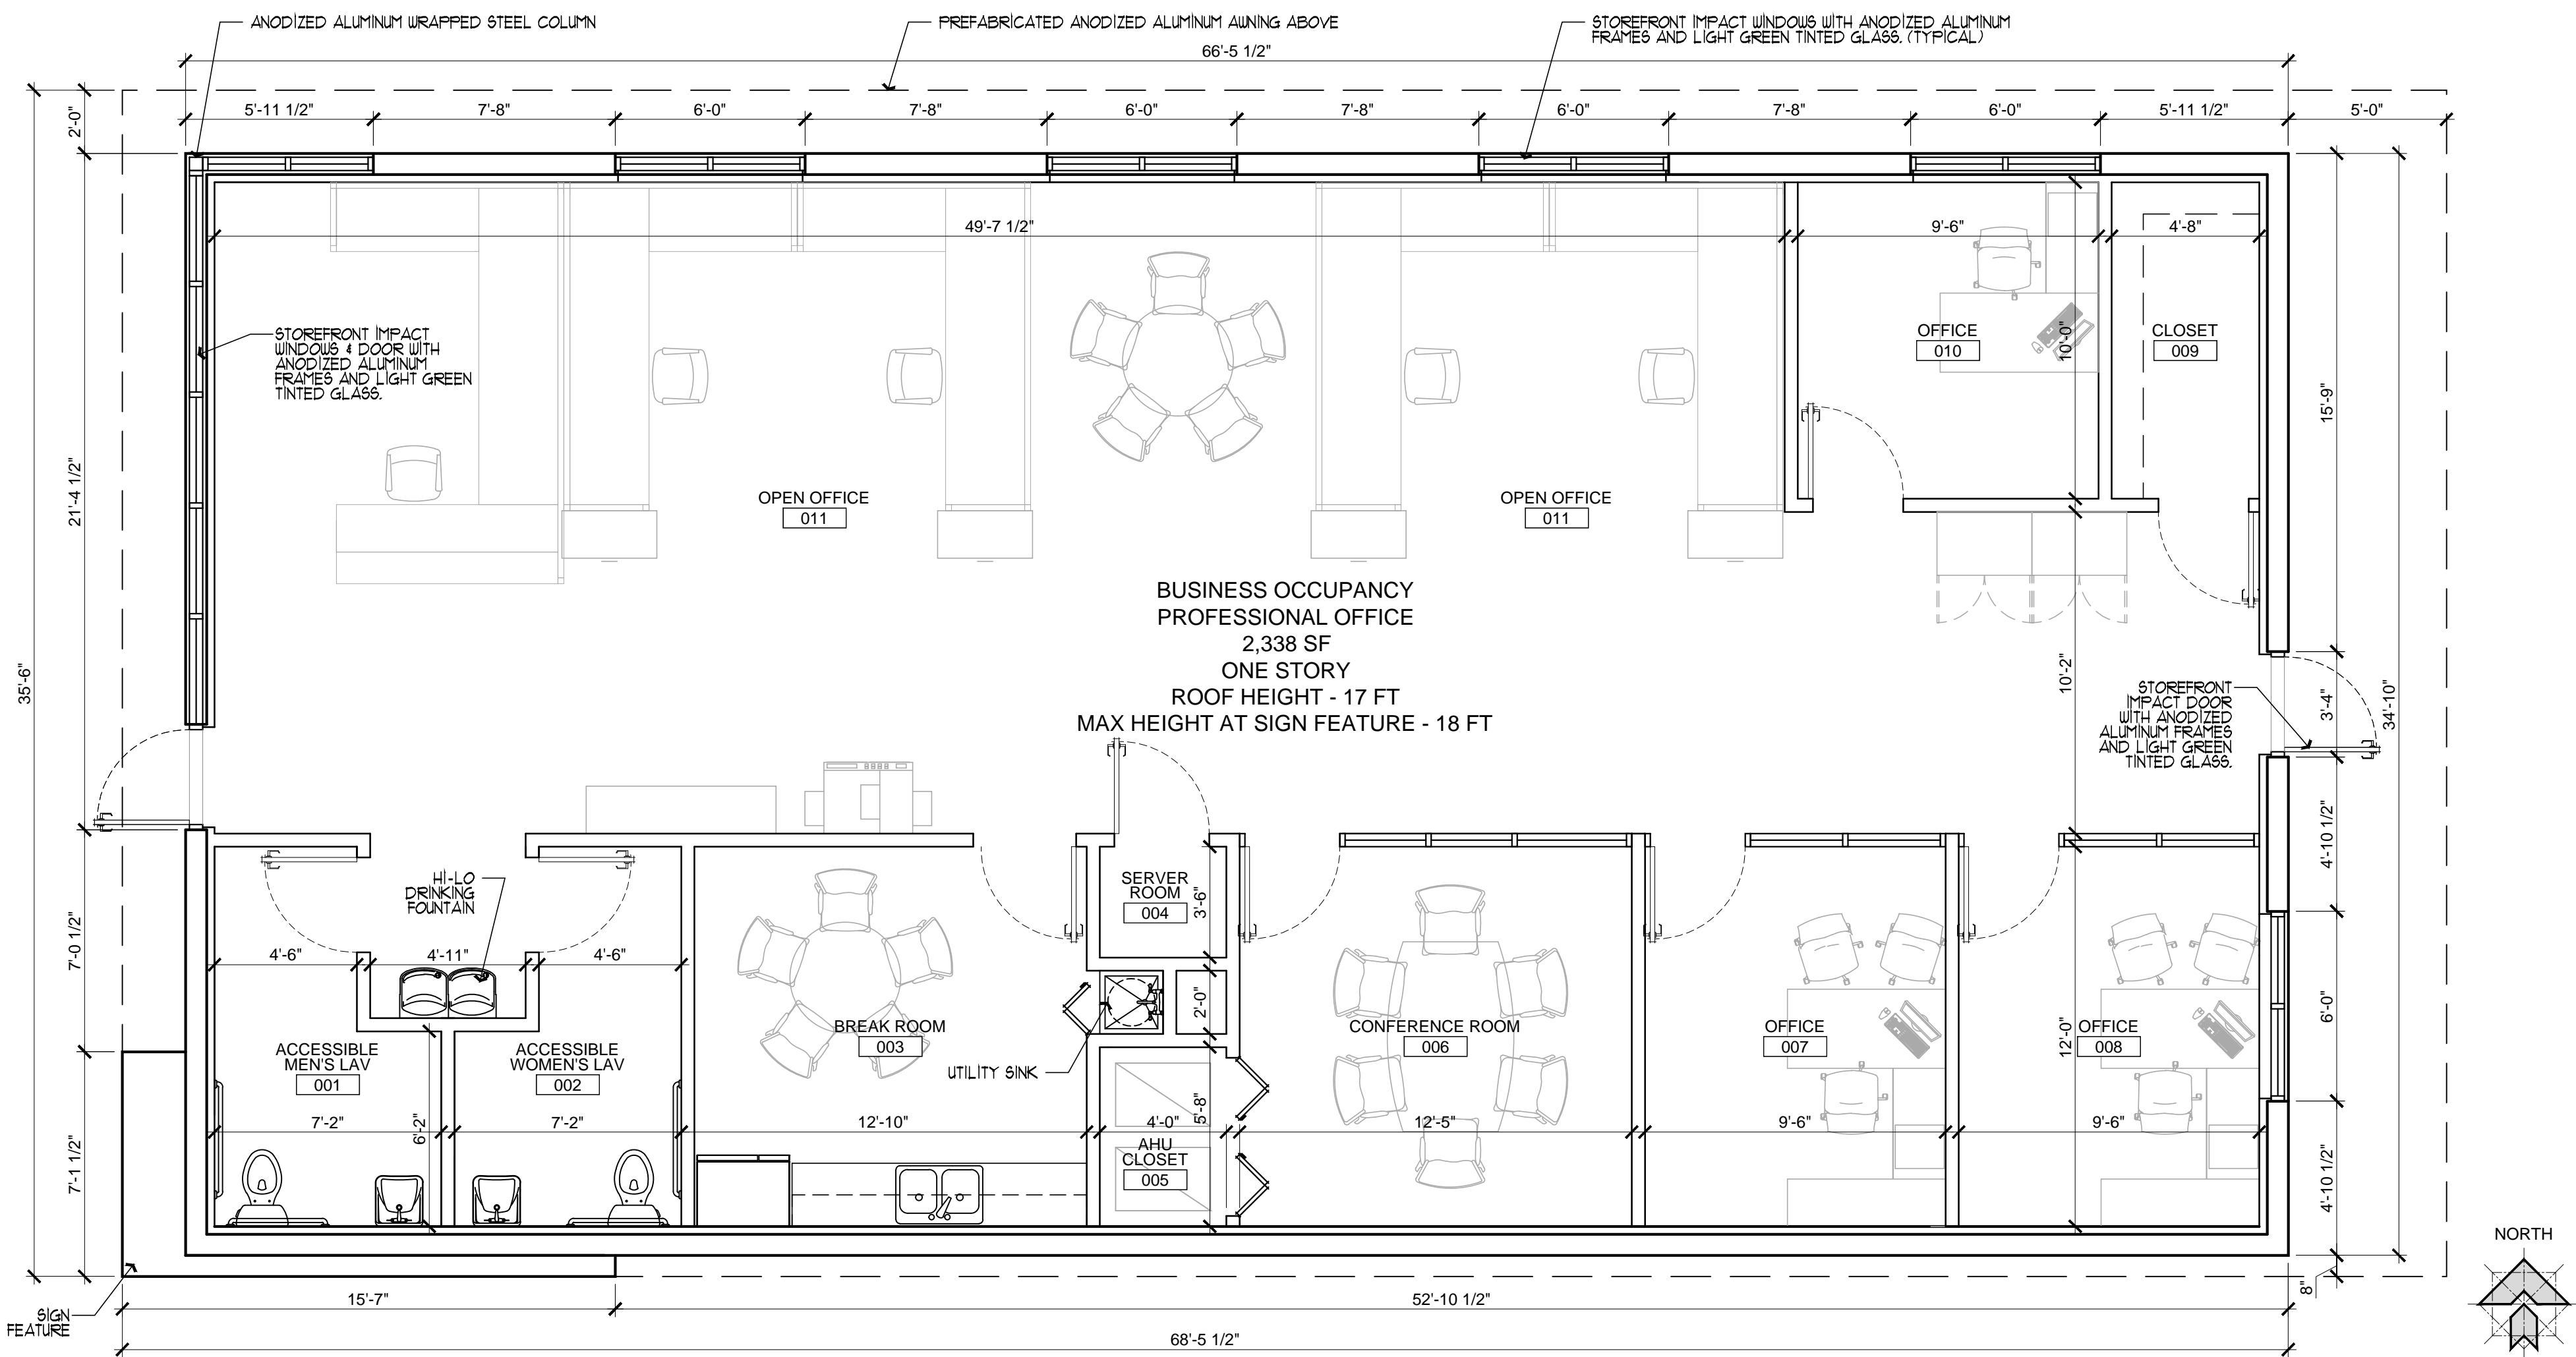 ANODIZED ALUMINUM WRAPPED STEEL COLUMN
PREFABRICATED ANODIZED ALUMINUM AWNING ABOVE
STOREFRONT IMPACT WINDOWS WITH ANODIZED ALUMINUM
FRAMES AND LIGHT GREEN TINTED GLASS. (TYPICAL)
66'-5 1/2"
2'-0"
5'-11 1/2"
7'-8"
6'-0"
7'-8"
6'-0"
7'-8"
6'-0"
7'-8"
6'-0"
5'-11 1/2"
5'-0"
49'-7 1/2"
9'-6"
4'-8"
STOREFRONT IMPACT
WINDOWS & DOOR WITH
ANODIZED ALUMINUM
FRAMES AND LIGHT GREEN
TINTED GLASS.
OFFICE
010
10'-0"
CLOSET
009
15'-9"
21'-4 1/2"
OPEN OFFICE
011
OPEN OFFICE
011
BUSINESS OCCUPANCY
PROFESSIONAL OFFICE
2,338 SF
ONE STORY
ROOF HEIGHT - 17 FT
MAX HEIGHT AT SIGN FEATURE - 18 FT
35'-6"
10'-2"
STOREFRONT
IMPACT DOOR
WITH ANODIZED
ALUMINUM FRAMES
AND LIGHT GREEN
TINTED GLASS.
3'-4"
34'-10"
4'-10 1/2"
HI-LO
DRINKING
FOUNTAIN
SERVER
ROOM
004
3'-6"
7'-0 1/2"
4'-6"
4'-11"
4'-6"
2'-0"
6'-0"
BREAK ROOM
003
CONFERENCE ROOM
006
OFFICE
007
12'-0"
OFFICE
008
ACCESSIBLE
MEN'S LAV
001
ACCESSIBLE
WOMEN'S LAV
002
UTILITY SINK
7'-1 1/2"
7'-2"
6'-2"
7'-2"
12'-10"
4'-0"
5'-8"
12'-5"
9'-6"
9'-6"
AHU
CLOSET
005
4'-10 1/2"
NORTH
8"
SIGN
FEATURE
15'-7"
52'-10 1/2"
68'-5 1/2"